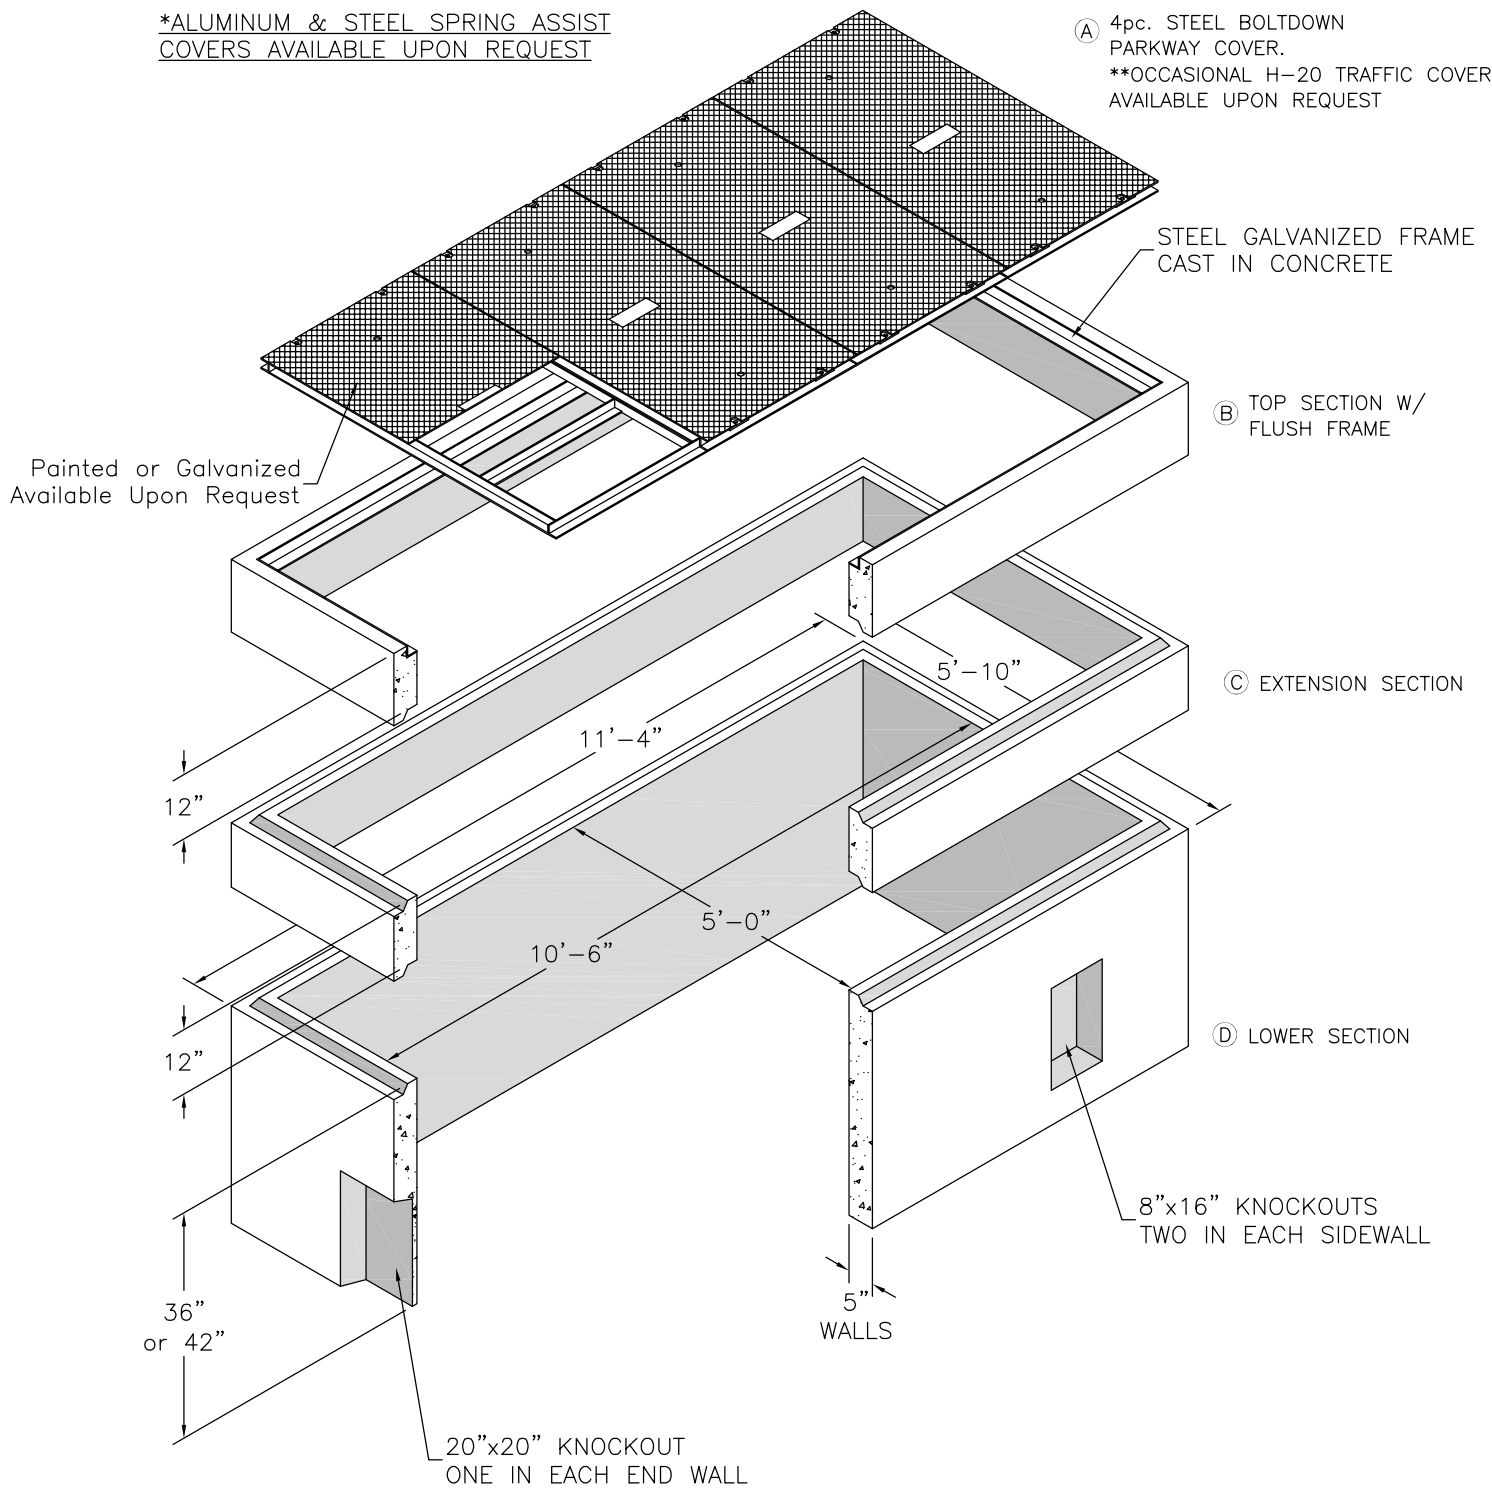 *ALUMINUM & STEEL SPRING ASSIST
COVERS AVAILABLE UPON REQUEST
Ⓐ 4pc. STEEL BOLTDOWN
PARKWAY COVER.
**OCCASIONAL H-20 TRAFFIC COVER
AVAILABLE UPON REQUEST
STEEL GALVANIZED FRAME
CAST IN CONCRETE
Ⓑ TOP SECTION W/
FLUSH FRAME
Painted or Galvanized
Available Upon Request
5'-10"
Ⓒ EXTENSION SECTION
11'-4"
12"
5'-0"
10'-6"
Ⓓ LOWER SECTION
12"
8"x16" KNOCKOUTS
TWO IN EACH SIDEWALL
5"
WALLS
36"
or 42"
20"x20" KNOCKOUT
ONE IN EACH END WALL